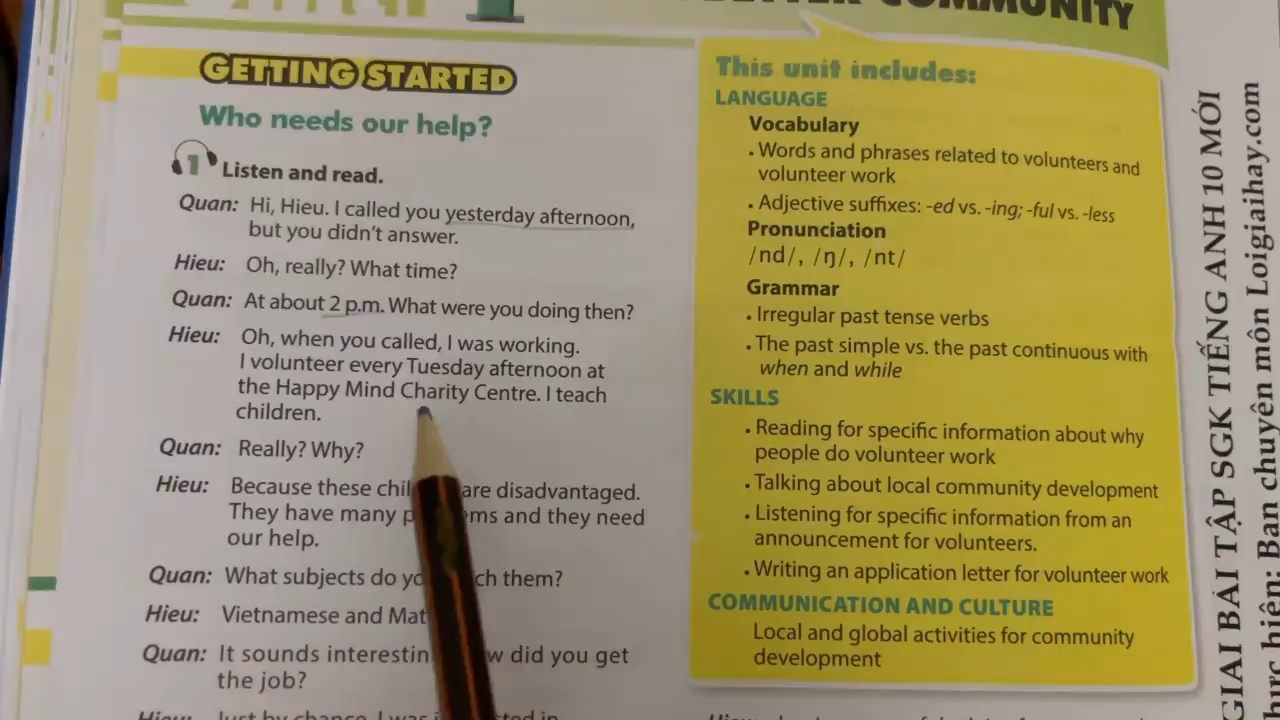 COMMUNITY
GETTING STARTED
Who needs our help?
1 Listen and read.
Quan: Hi, Hieu. I called you yesterday afternoon,
but you didn't answer.
Hieu: Oh, really? What time?
Quan: At about 2 p.m. What were you doing then?
Hieu: Oh, when you called, I was working.
I volunteer every Tuesday afternoon at
the Happy Mind Charity Centre. I teach
children.
Quan: Really? Why?
Hieu: Because these are disadvantaged.
They have many and they need
our help.
Quan: What subjects do them?
Hieu: Vietnamese and
Quan: It sounds did you get
the job?
This unit includes:
LANGUAGE
Vocabulary
• Words and phrases related to volunteers and
volunteer work
• Adjective suffixes: -ed vs. -ing; -ful vs. -less
Pronunciation
/nd/, /ŋ/, /nt/
Grammar
• Irregular past tense verbs
• The past simple vs. the past continuous with
when and while
SKILLS
• Reading for specific information about why
people do volunteer work
• Talking about local community development
• Listening for specific information from an
announcement for volunteers.
• Writing an application letter for volunteer work
COMMUNICATION AND CULTURE
Local and global activities for community
development
GIẢI BÀI TẬP SGK TIẾNG ANH 10 MỚI
hiện: Ban chuyên môn Loigiaihay.com